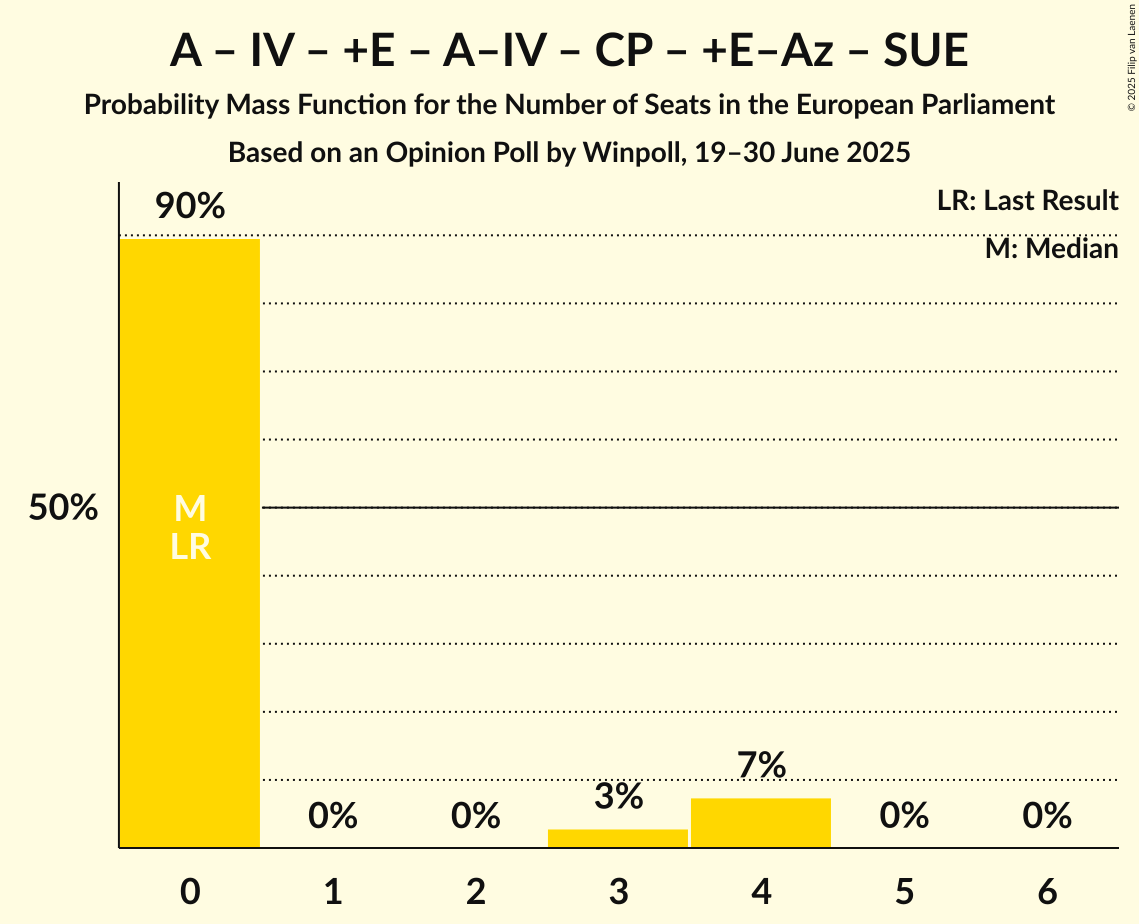 A – IV – +E – A–IV – CP – +E–Az – SUE
Probability Mass Function for the Number of Seats in the European Parliament
Based on an Opinion Poll by Winpoll, 19–30 June 2025
© 2025 Filip van Laenen
LR: Last Result
M: Median
90%
50%
M
LR
0%
0%
3%
7%
0%
0%
0
1
2
3
4
5
6